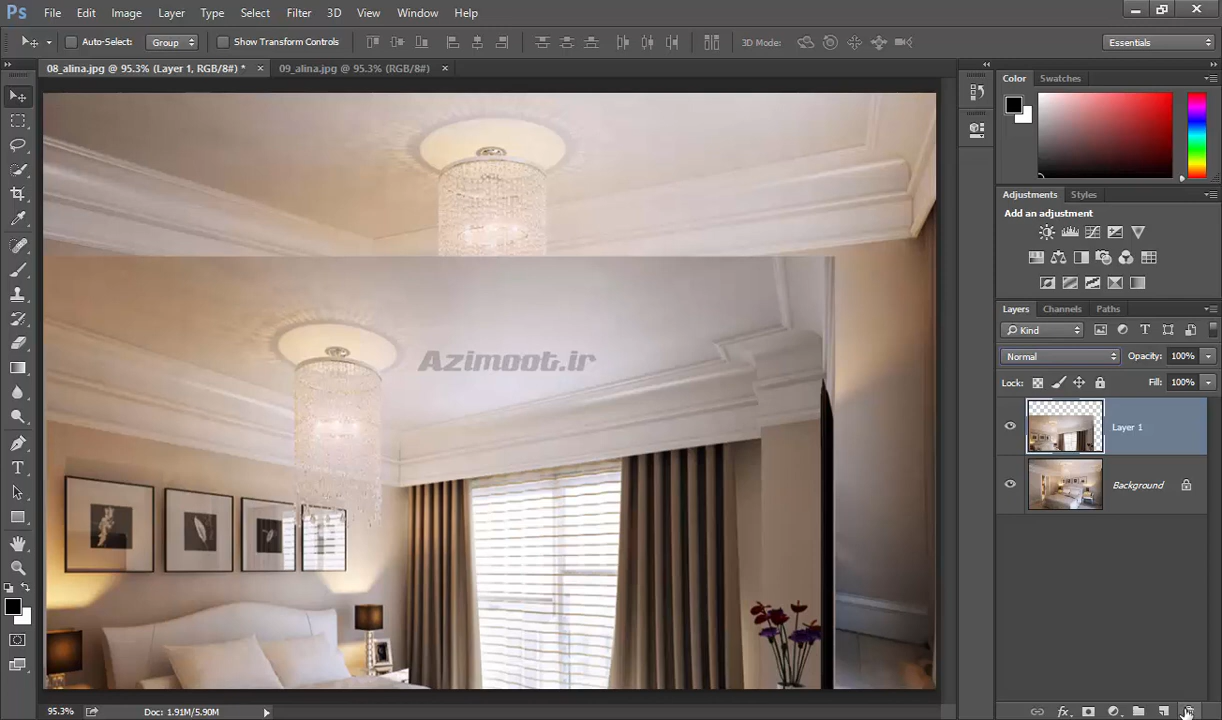 Ps File Edit Image Layer Type Select Filter 3D View Window Help
Auto-Select: Group Show Transform Controls 3D Mode: Essentials
08_alina.jpg @ 95.3% (Layer 1, RGB/8#) * × 09_alina.jpg @ 95.3% (RGB/8#) ×
Color Swatches
Adjustments Styles
Add an adjustment
Layers Channels Paths
Kind
Normal Opacity: 100%
Lock: Fill: 100%
Azimoot.ir
Layer 1
Background
95.3% Doc: 1.91M/5.90M
fx